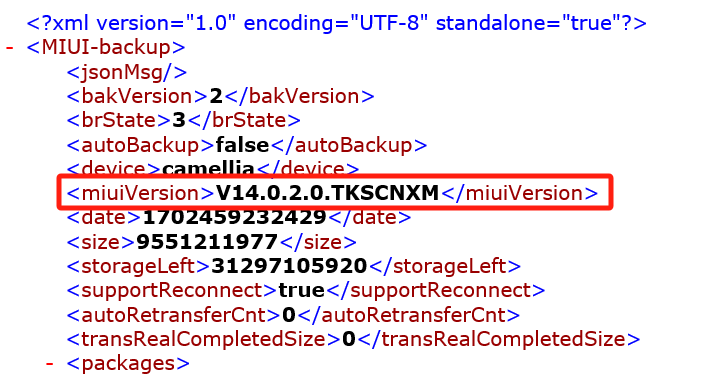 <?xml version="1.0" encoding="UTF-8" standalone="true"?>
- <MIUI-backup>
<jsonMsg/>
<bakVersion>2</bakVersion>
<brState>3</brState>
<autoBackup>false</autoBackup>
<device>camellia</device>
<miuiVersion>V14.0.2.0.TKSCNXM</miuiVersion>
<date>1702459232429</date>
<size>9551211977</size>
<storageLeft>31297105920</storageLeft>
<supportReconnect>true</supportReconnect>
<autoRetransferCnt>0</autoRetransferCnt>
<transRealCompletedSize>0</transRealCompletedSize>
- <packages>